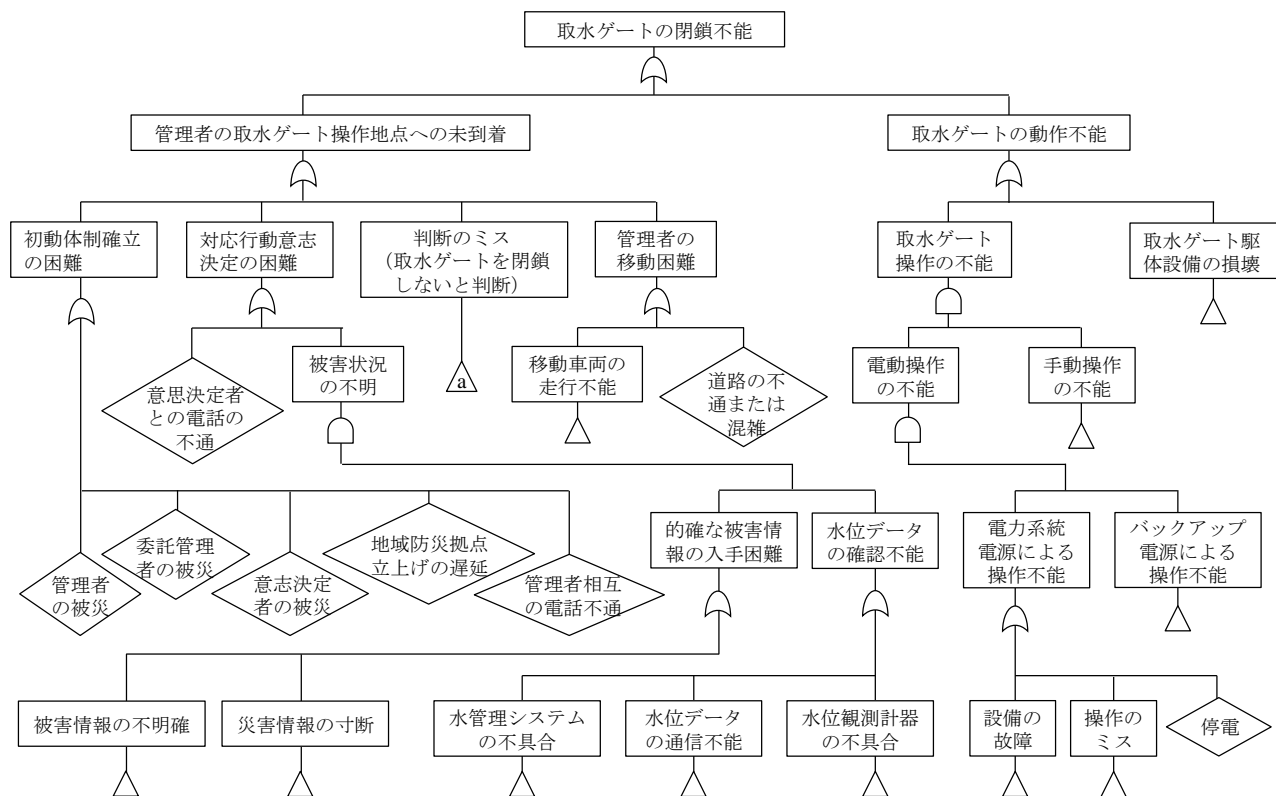 取水ゲートの閉鎖不能
管理者の取水ゲート操作地点への未到着
取水ゲートの動作不能
初動体制確立
の困難
対応行動意志
決定の困難
判断のミス
（取水ゲートを閉鎖
しないと判断）
管理者の
移動困難
取水ゲート
操作の不能
取水ゲート駆
体設備の損壊
意思決定者
との電話の
不通
被害状況
の不明
a
移動車両の
走行不能
道路の不
通または
混雑
電動操作
の不能
手動操作
の不能
管理者
の被災
委託管理
者の被災
意志決定
者の被災
地域防災拠点
立上げの遅延
管理者相互
の電話不通
的確な被害情
報の入手困難
水位データ
の確認不能
電力系統
電源による
操作不能
バックアップ
電源による
操作不能
被害情報の不明確
災害情報の寸断
水管理システム
の不具合
水位データ
の通信不能
水位観測計器
の不具合
設備の
故障
操作の
ミス
停電